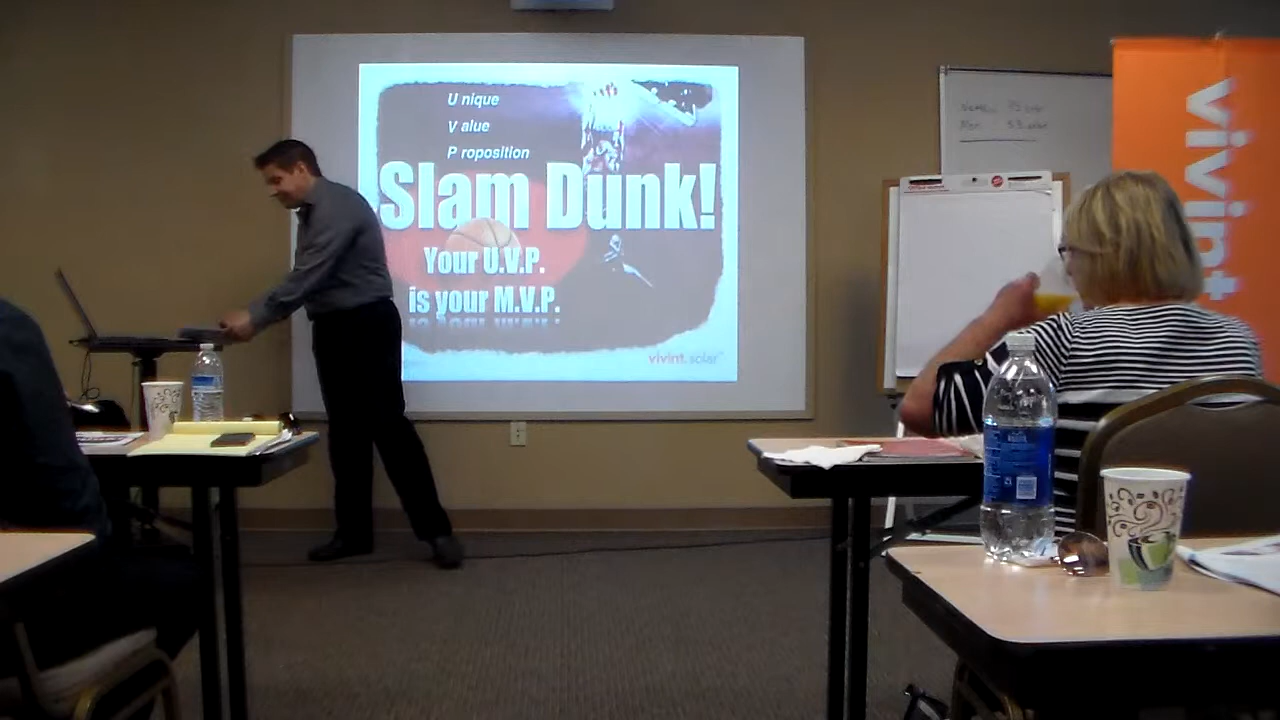 U nique
V alue
P roposition
Slam Dunk!
Your U.V.P.
is your M.V.P.
vivint.solar
vivint